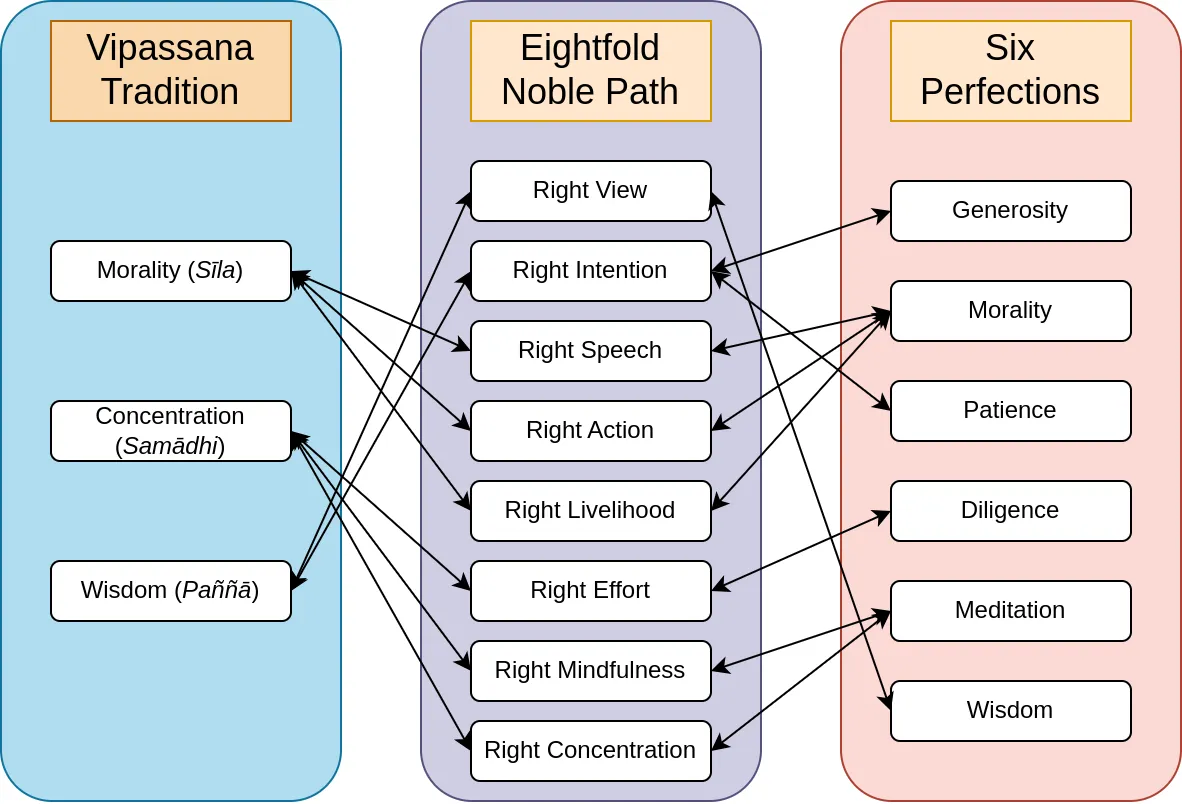 Vipassana
Tradition
Morality (Sīla)
Concentration
(Samādhi)
Wisdom (Paññā)
Eightfold
Noble Path
Right View
Right Intention
Right Speech
Right Action
Right Livelihood
Right Effort
Right Mindfulness
Right Concentration
Six
Perfections
Generosity
Morality
Patience
Diligence
Meditation
Wisdom